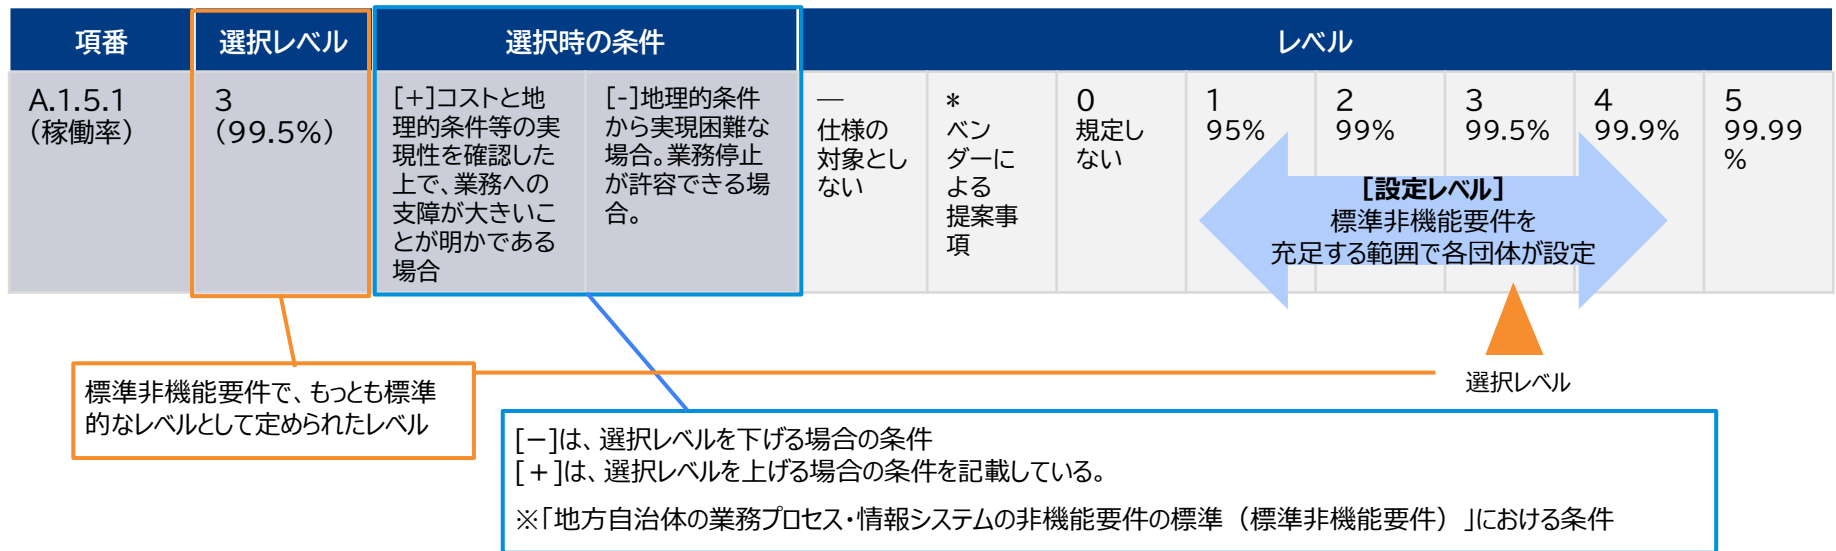 項番
選択レベル
選択時の条件
レベル
A.1.5.1
（稼働率）
3
（99.5%）
[+]コストと地
理的条件等の実
現性を確認した
上で、業務への
支障が大きいこ
とが明かである
場合
[-]地理的条件
から実現困難な
場合。業務停止
が許容できる場
合。
―
仕様の
対象とし
ない
*
ベン
ダーに
よる
提案事
項
0
規定し
ない
1
95%
2
99%
3
99.5%
4
99.9%
5
99.99
%
[設定レベル]
標準非機能要件を
充足する範囲で各団体が設定
選択レベル
標準非機能要件で、もっとも標準
的なレベルとして定められたレベル
[－]は、選択レベルを下げる場合の条件
[+]は、選択レベルを上げる場合の条件を記載している。
※「地方自治体の業務プロセス・情報システムの非機能要件の標準（標準非機能要件）」における条件